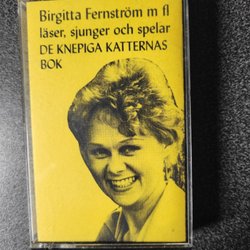 Birgitta Fernström m fl
läser, sjunger och spelar
DE KNEPIGA KATTERNAS
BOK